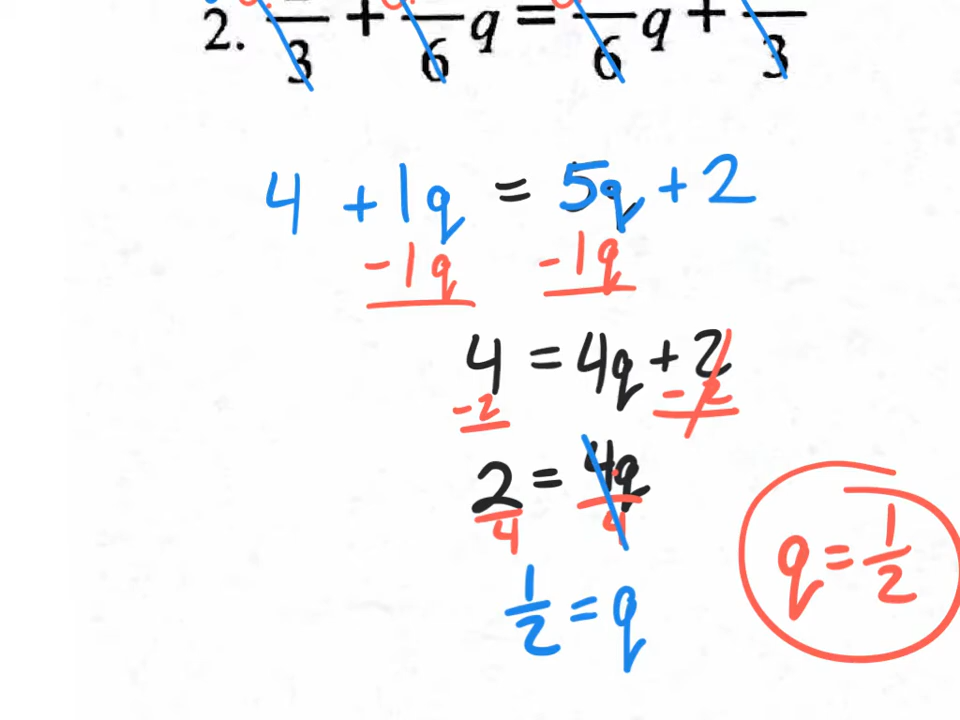 2. 3 + 6 q = 6 q + 3
4 + 1q = 5q + 2
-1q -1q
4 = 4q + 2
-2 -2
2 = 4q
4 4
1/2 = q
q = 1/2